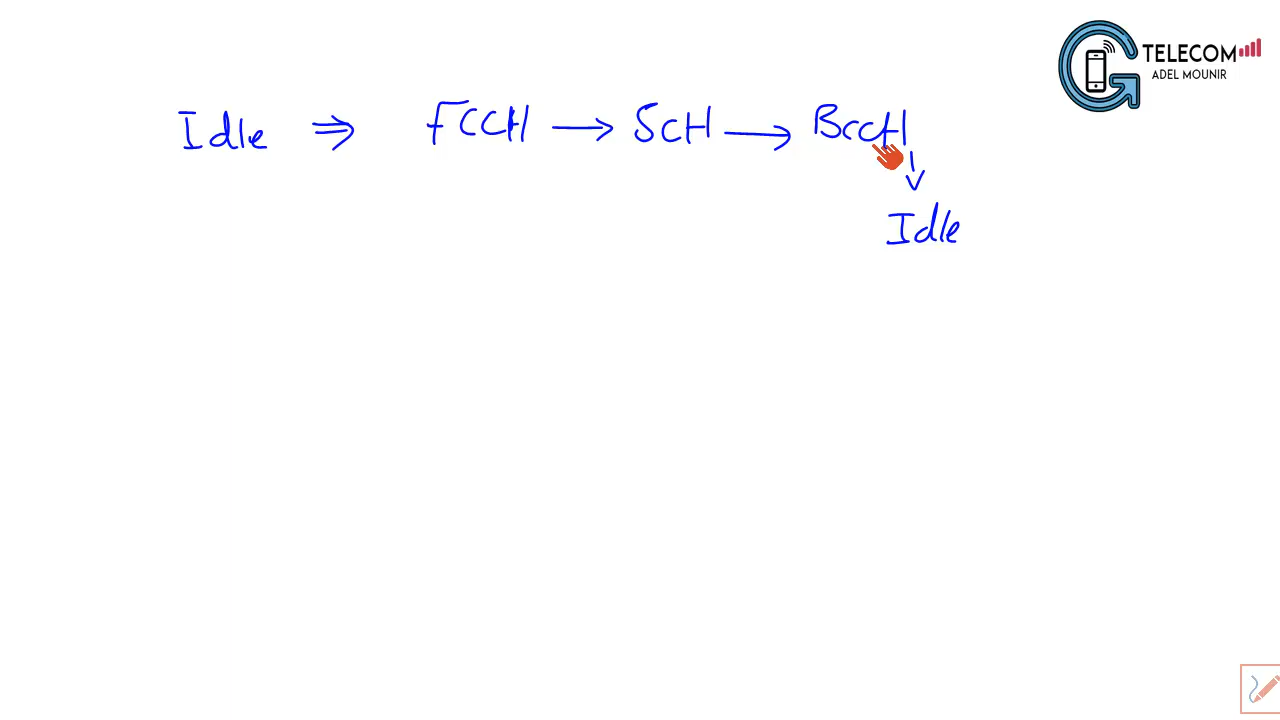 TELECOM
ADEL MOUNIR
Idle ⇒ FCCH → SCH → BCCH
↓
Idle